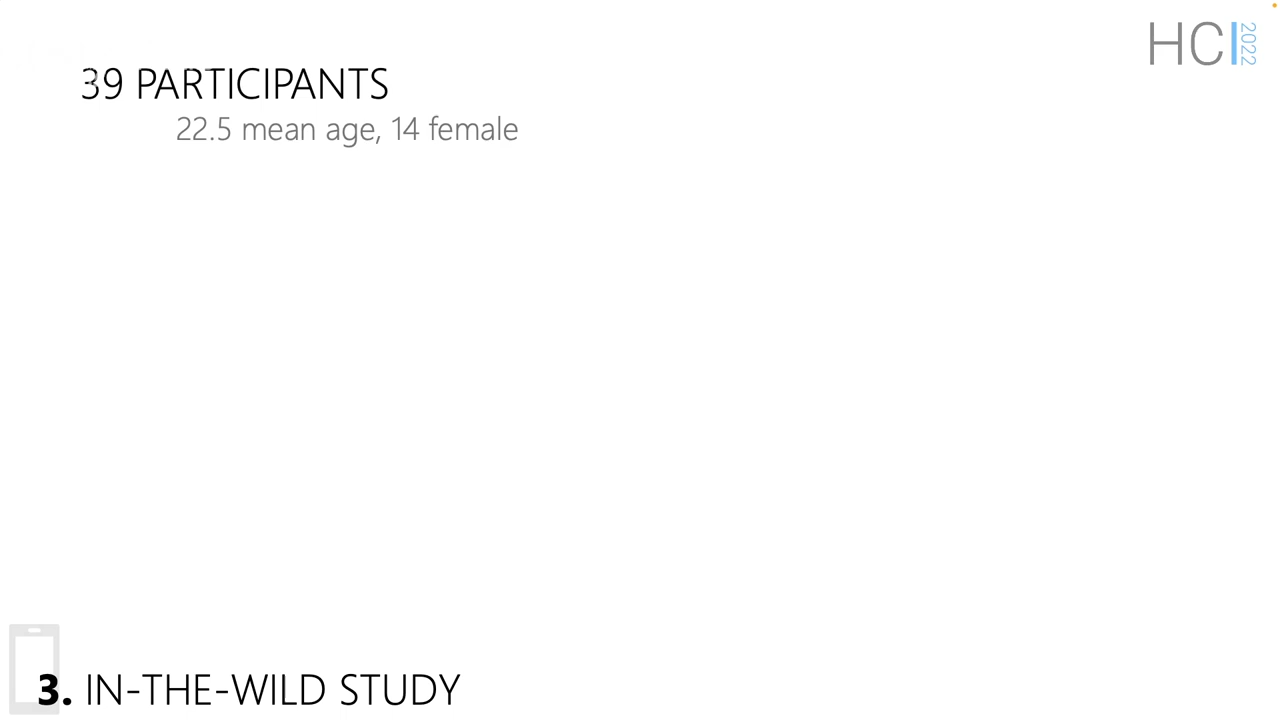 HCI 2022
39 PARTICIPANTS
22.5 mean age, 14 female
3. IN-THE-WILD STUDY